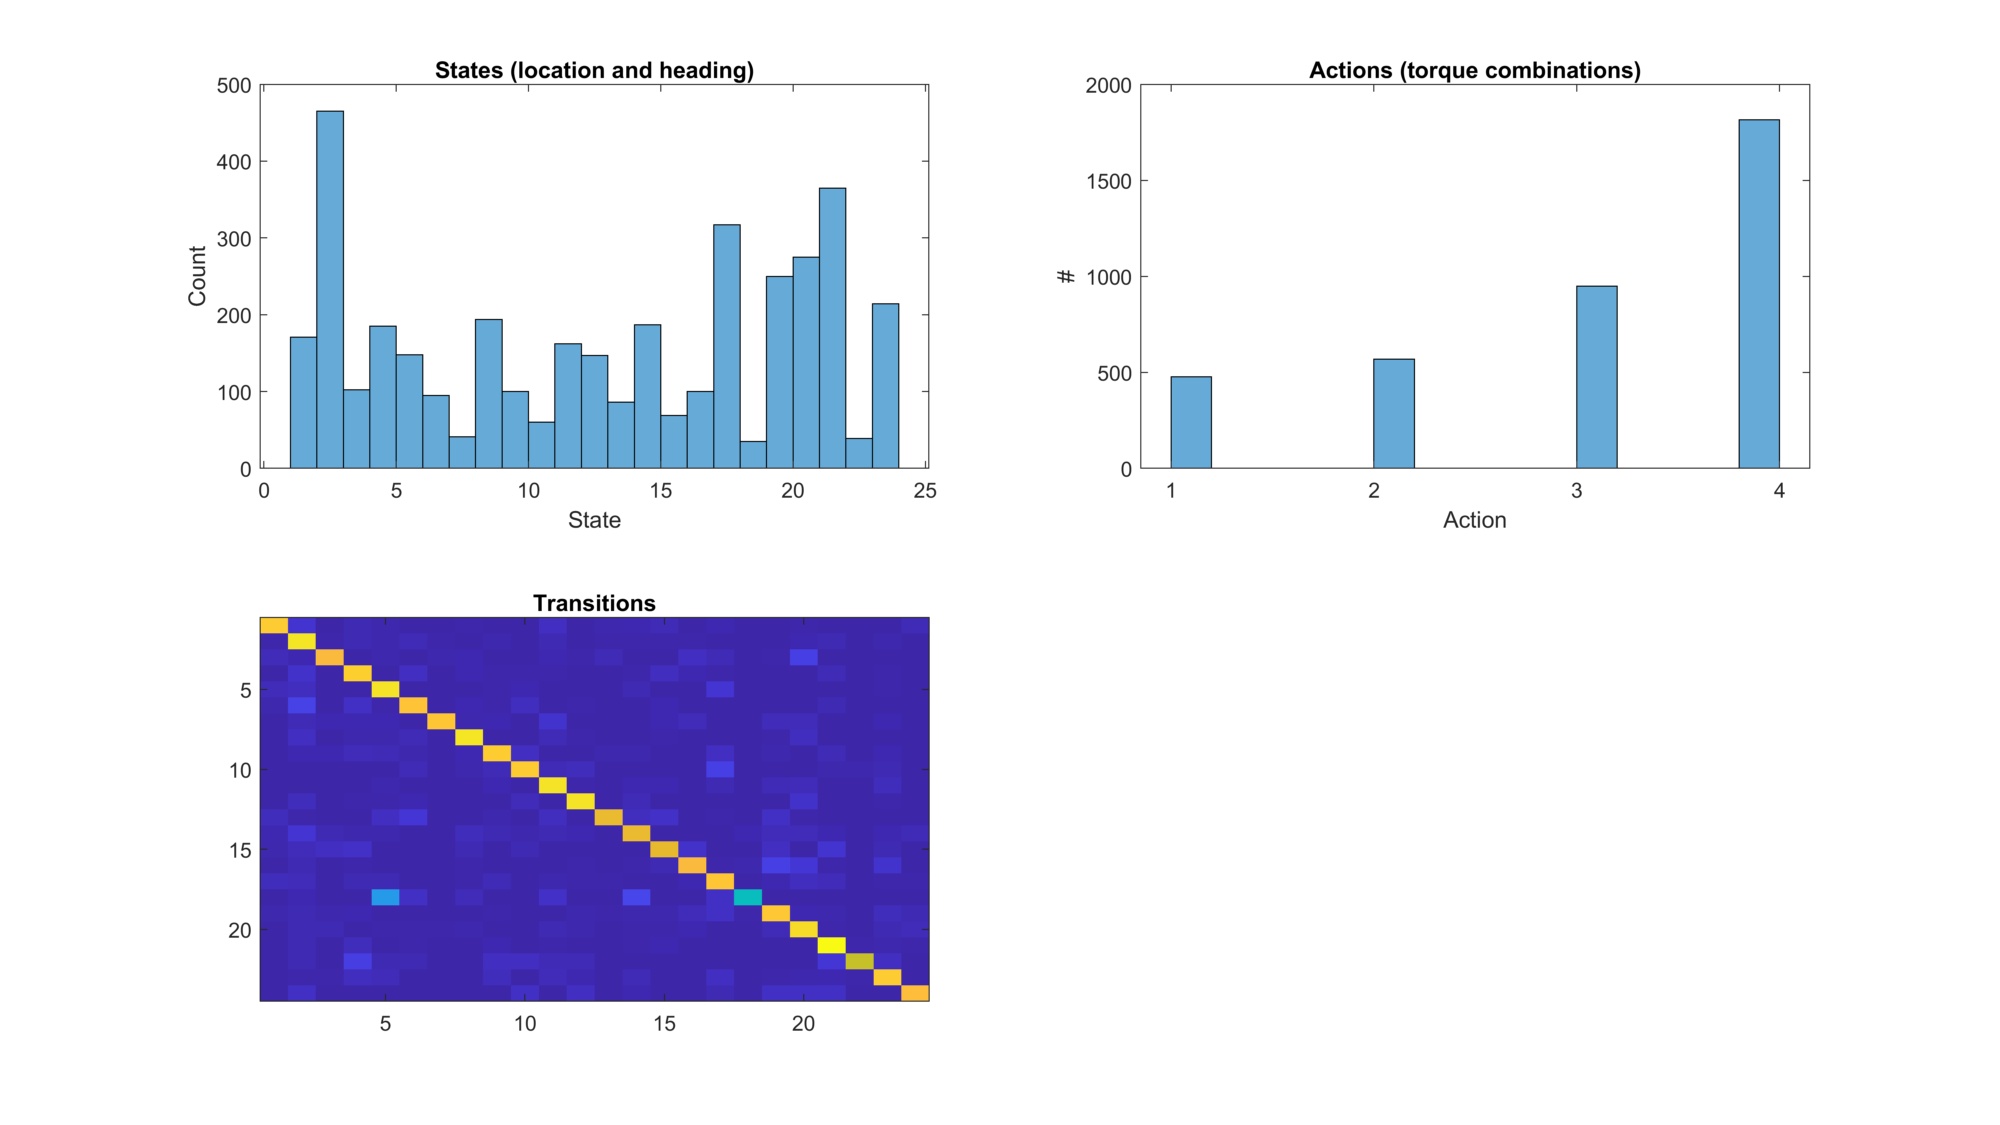 States (location and heading)
500
400
300
200
100
0
Count
0 5 10 15 20 25
State
Actions (torque combinations)
2000
1500
1000
500
0
#
1 2 3 4
Action
Transitions
5
10
15
20
5 10 15 20